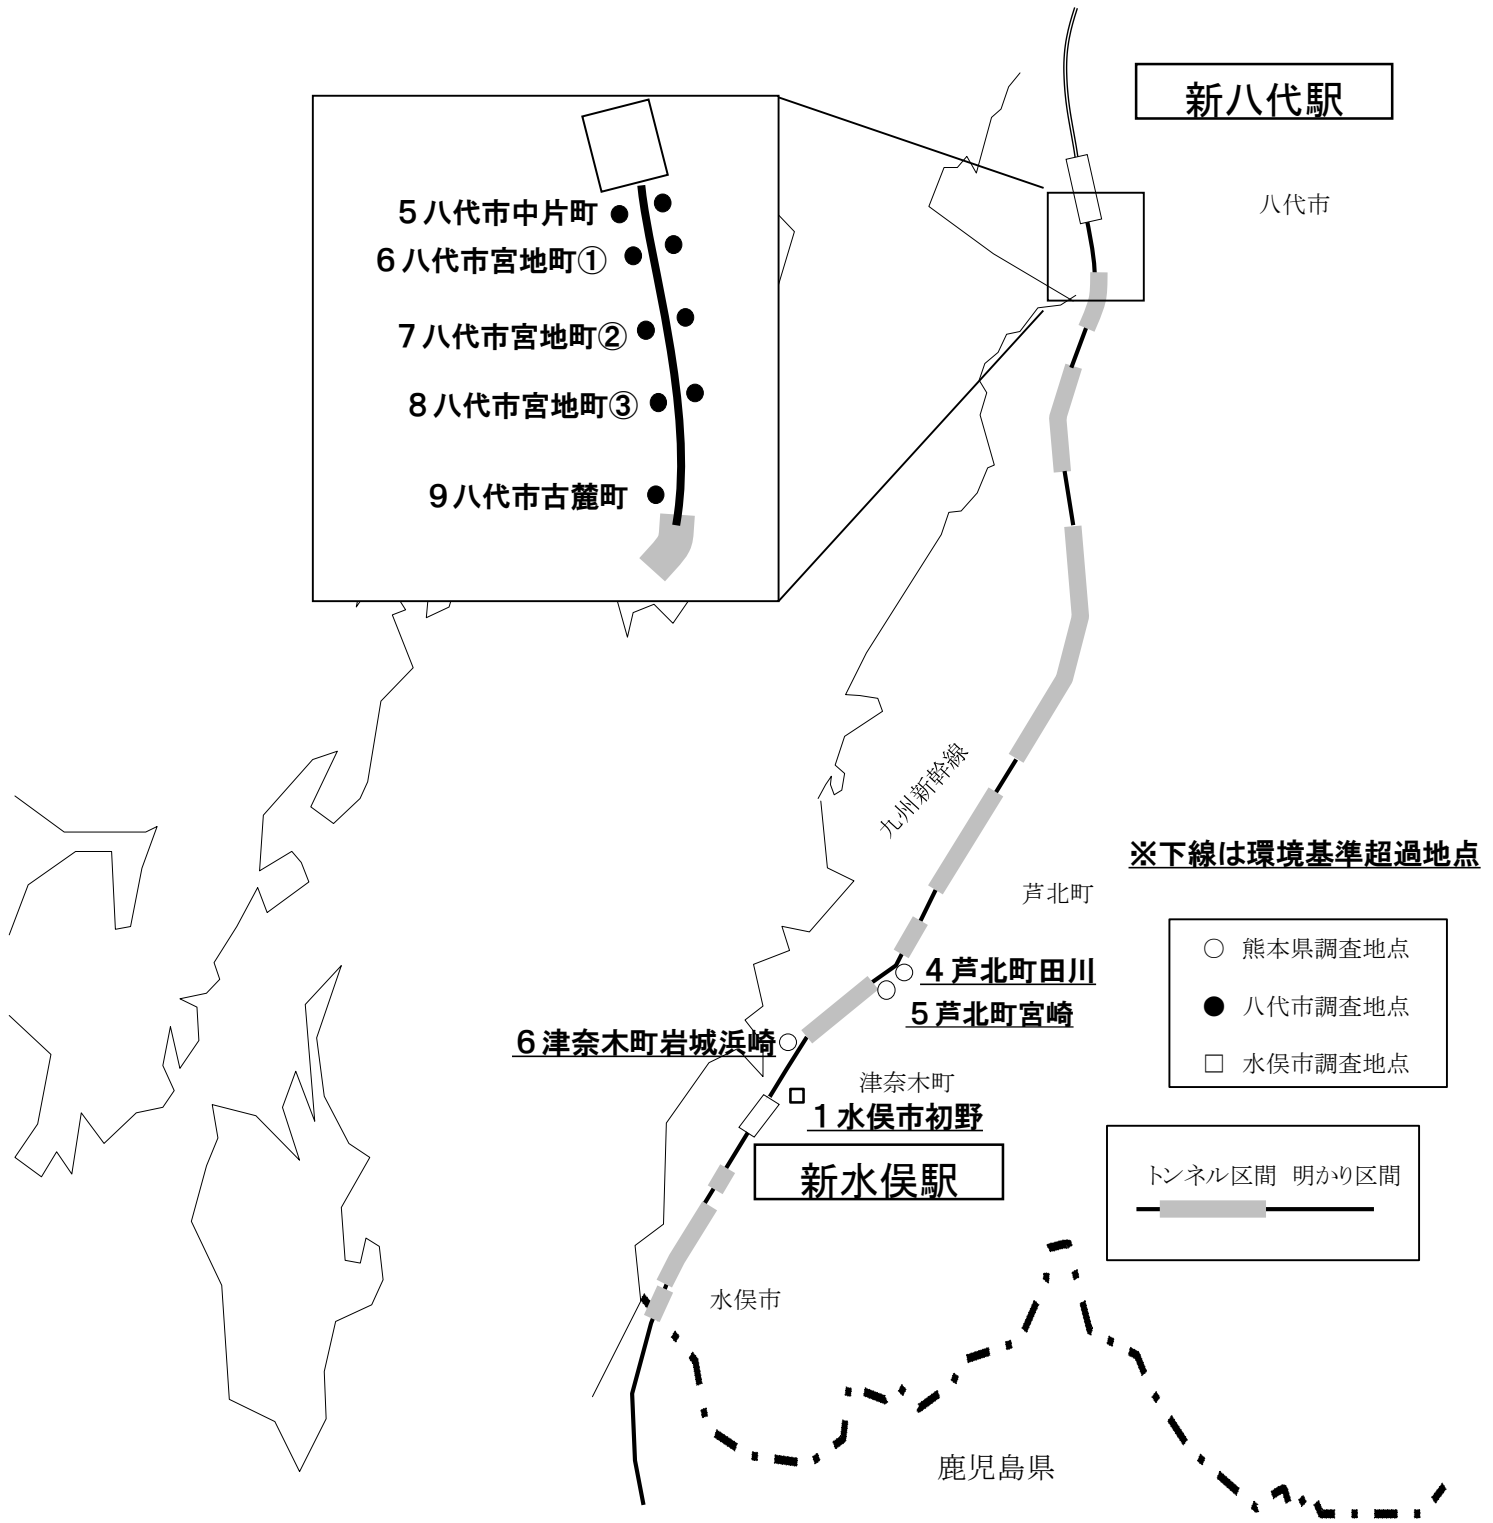 新八代駅
八代市
５八代市中片町
６八代市宮地町①
７八代市宮地町②
８八代市宮地町③
９八代市古麓町
九州新幹線
※下線は環境基準超過地点
芦北町
○ 熊本県調査地点
● 八代市調査地点
□ 水俣市調査地点
４芦北町田川
５芦北町宮崎
６津奈木町岩城浜崎
津奈木町
１水俣市初野
新水俣駅
トンネル区間 明かり区間
水俣市
鹿児島県